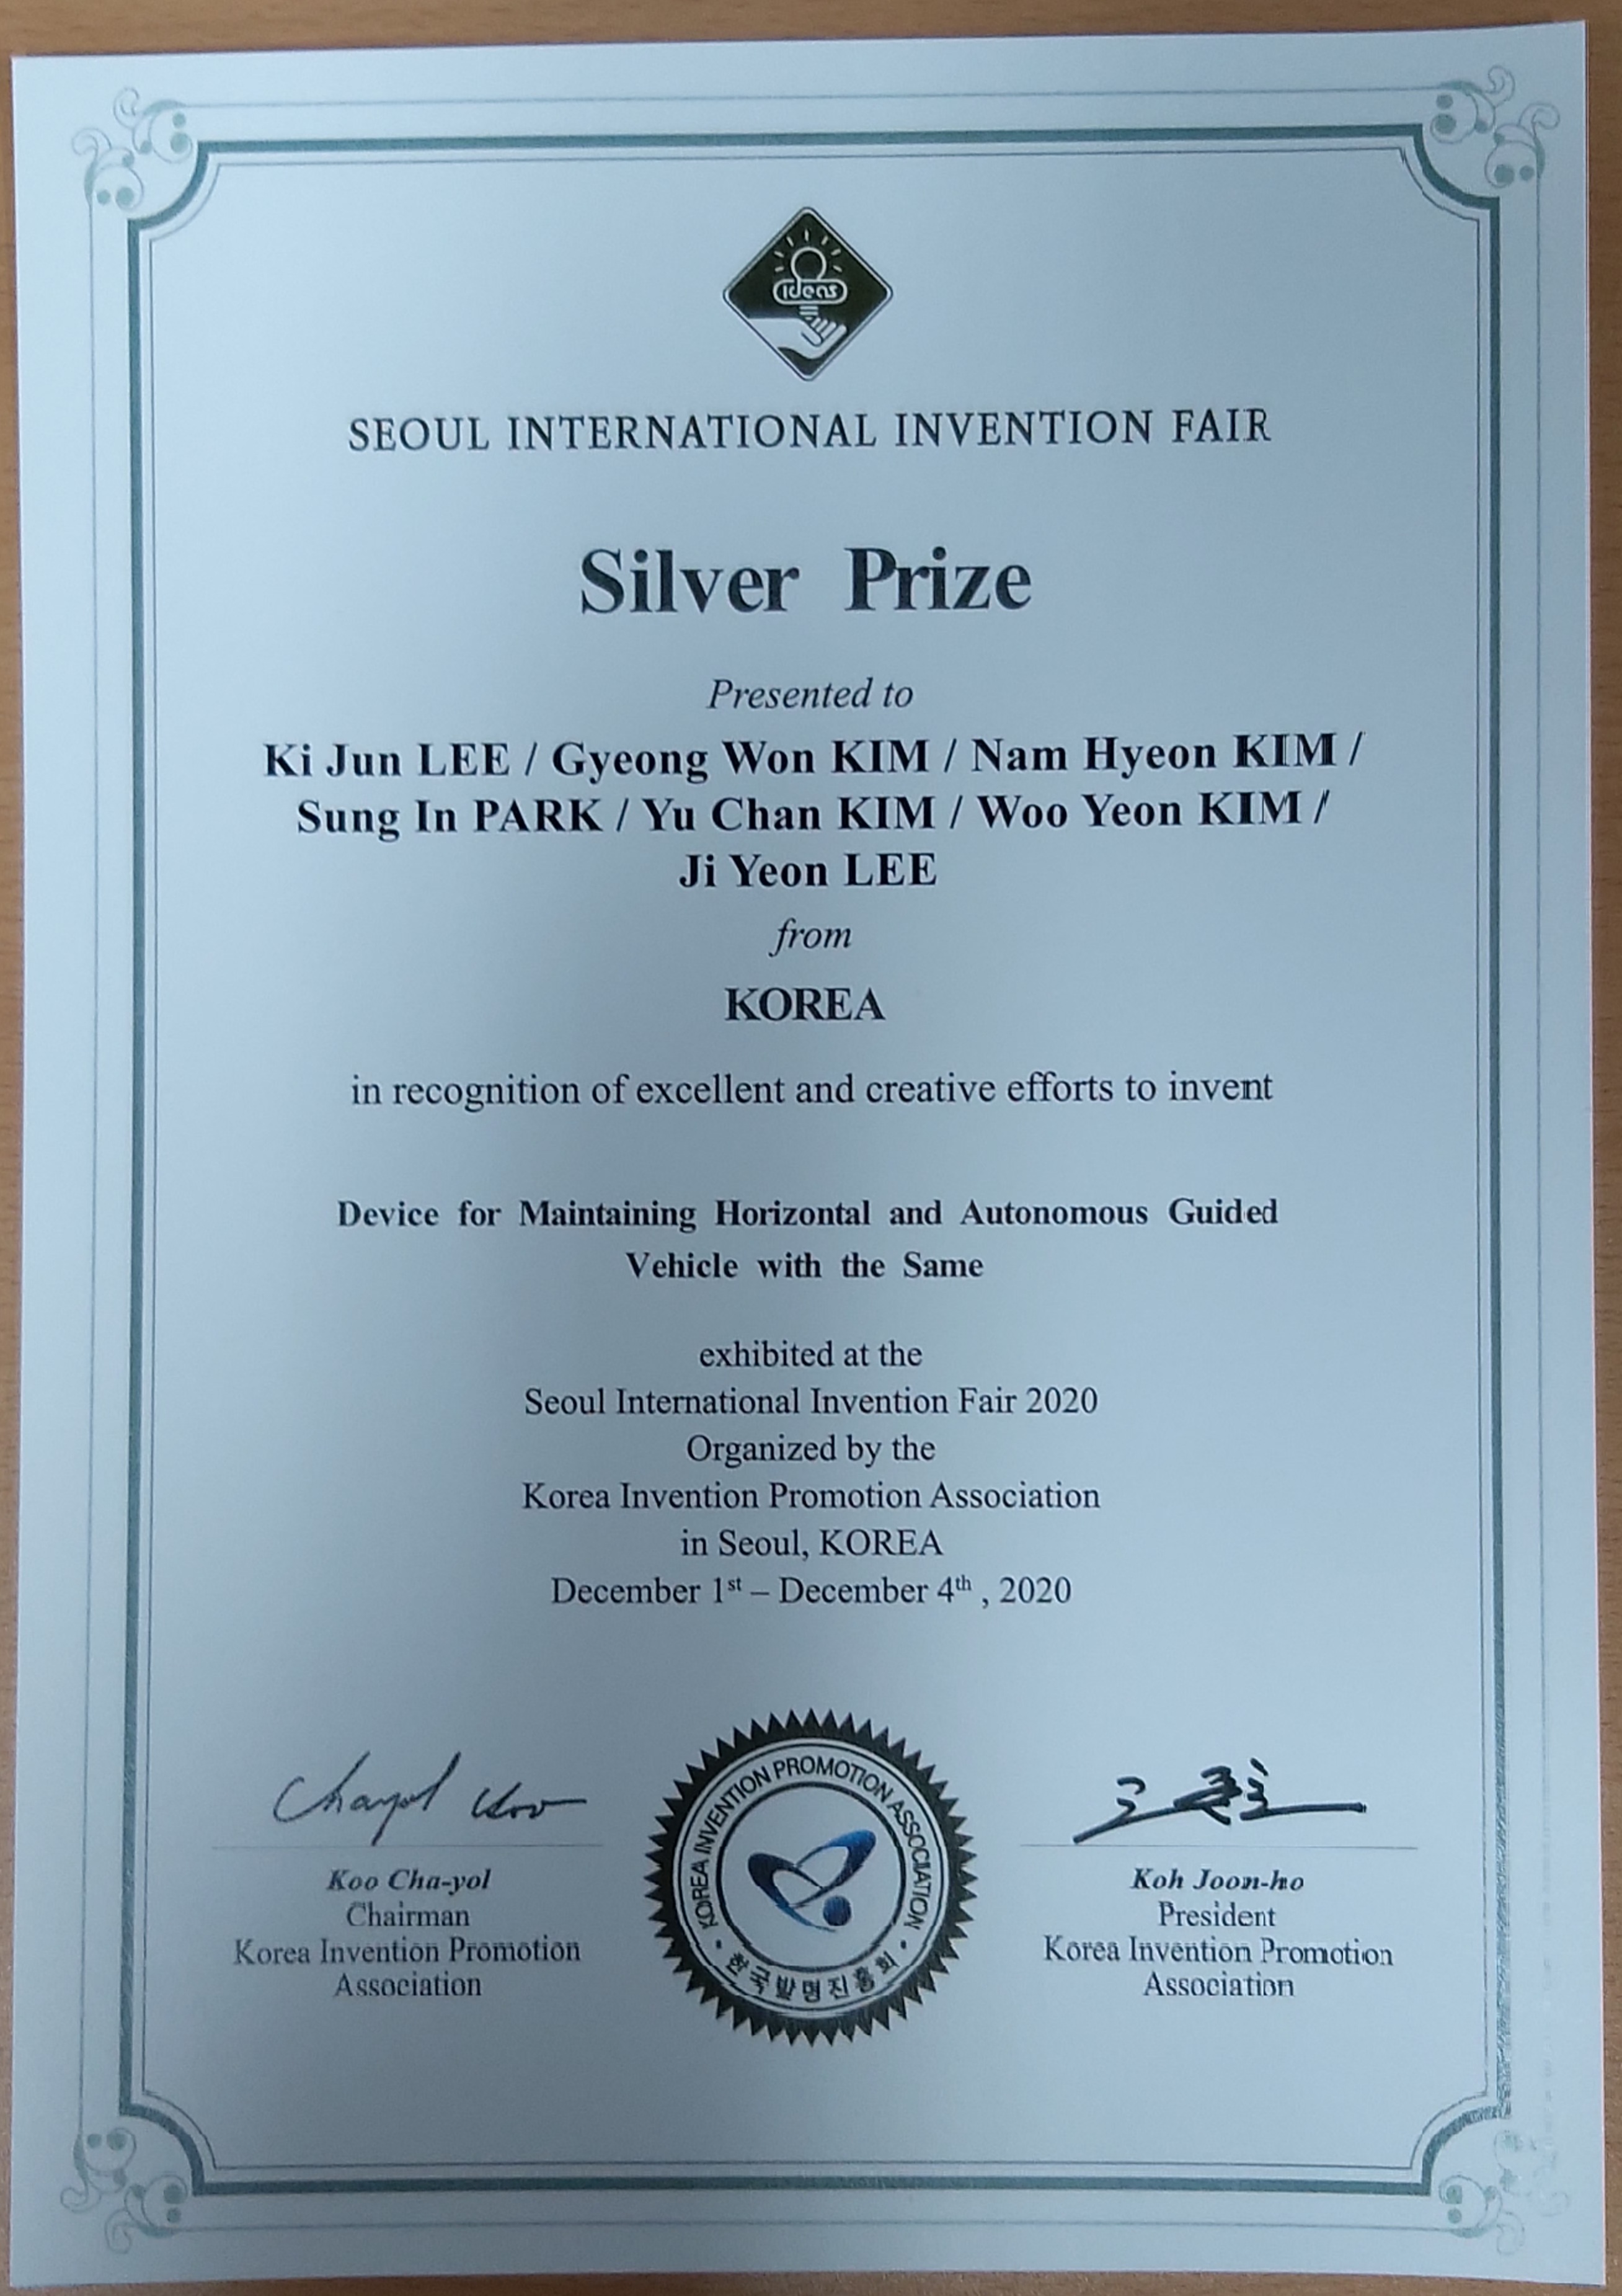 ideas
SEOUL INTERNATIONAL INVENTION FAIR
Silver Prize
Presented to
Ki Jun LEE / Gyeong Won KIM / Nam Hyeon KIM /
Sung In PARK / Yu Chan KIM / Woo Yeon KIM /
Ji Yeon LEE
from
KOREA
in recognition of excellent and creative efforts to invent
Device for Maintaining Horizontal and Autonomous Guided
Vehicle with the Same
exhibited at the
Seoul International Invention Fair 2020
Organized by the
Korea Invention Promotion Association
in Seoul, KOREA
December 1st – December 4th , 2020
Chayol Koo
Koo Cha-yol
Chairman
Korea Invention Promotion
Association
KOREA INVENTION PROMOTION ASSOCIATION
한국발명진흥회
Koh Joon-ho
President
Korea Invention Promotion
Association